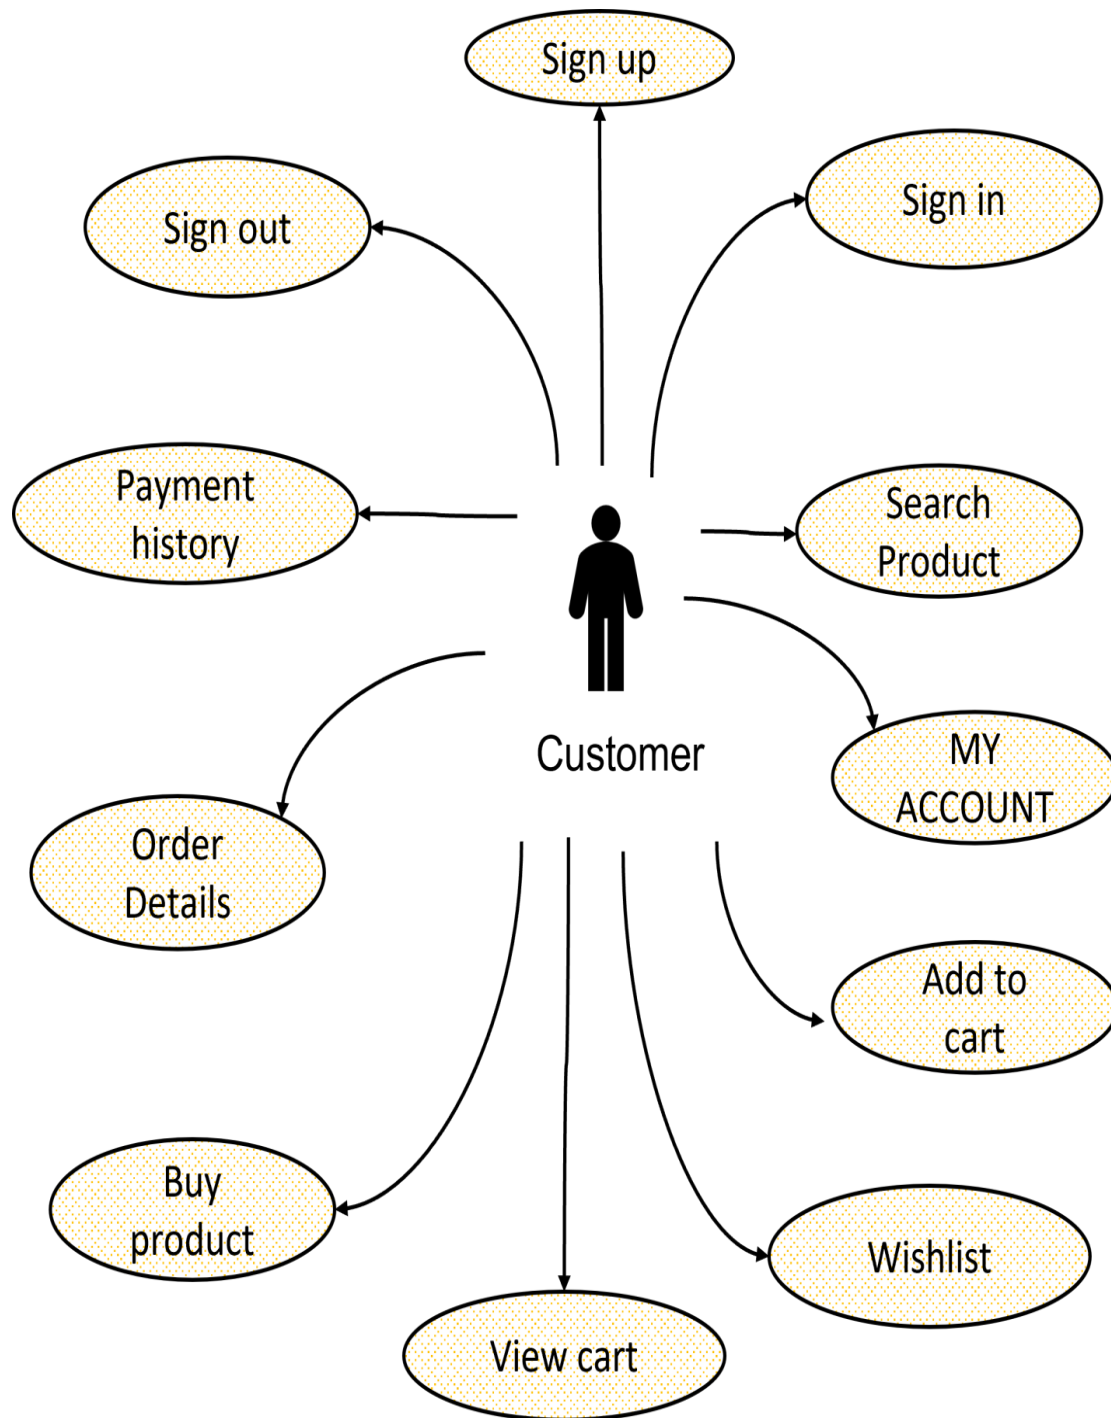 Sign up
Sign in
Sign out
Payment
history
Search
Product
Customer
MY
ACCOUNT
Order
Details
Add to
cart
Buy
product
Wishlist
View cart